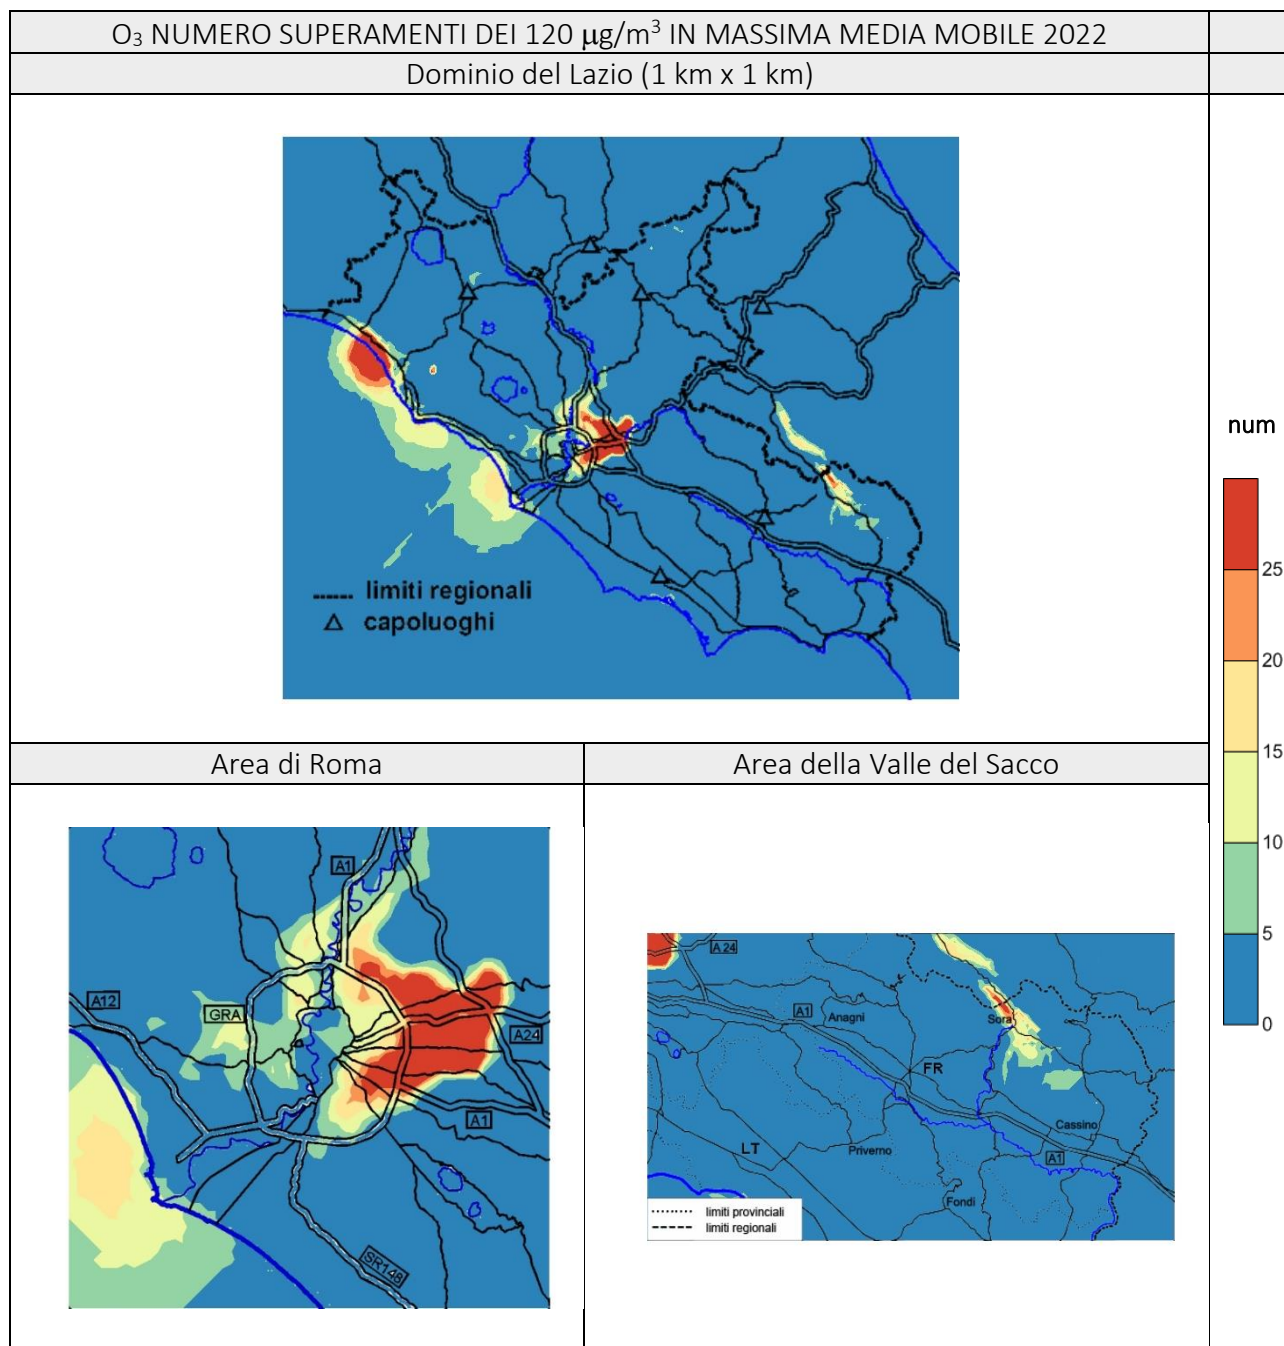 O₃ NUMERO SUPERAMENTI DEI 120 µg/m³ IN MASSIMA MEDIA MOBILE 2022
Dominio del Lazio (1 km x 1 km)
limiti regionali
capoluoghi
num
25
20
15
10
5
0
Area di Roma
Area della Valle del Sacco
A1
A12
GRA
A24
A1
SR148
A 24
A1
Anagni
Sora
FR
Cassino
LT
Priverno
A1
Fondi
limiti provinciali
limiti regionali